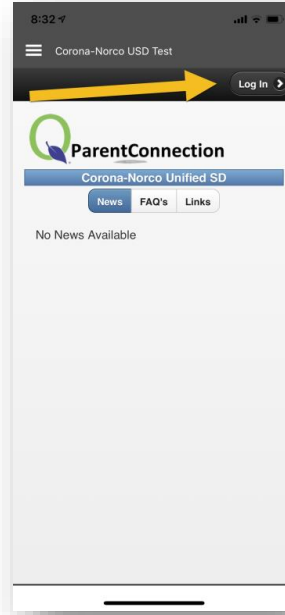 8:32
Corona-Norco USD Test
Log In
Q ParentConnection
Corona-Norco Unified SD
News FAQ's Links
No News Available